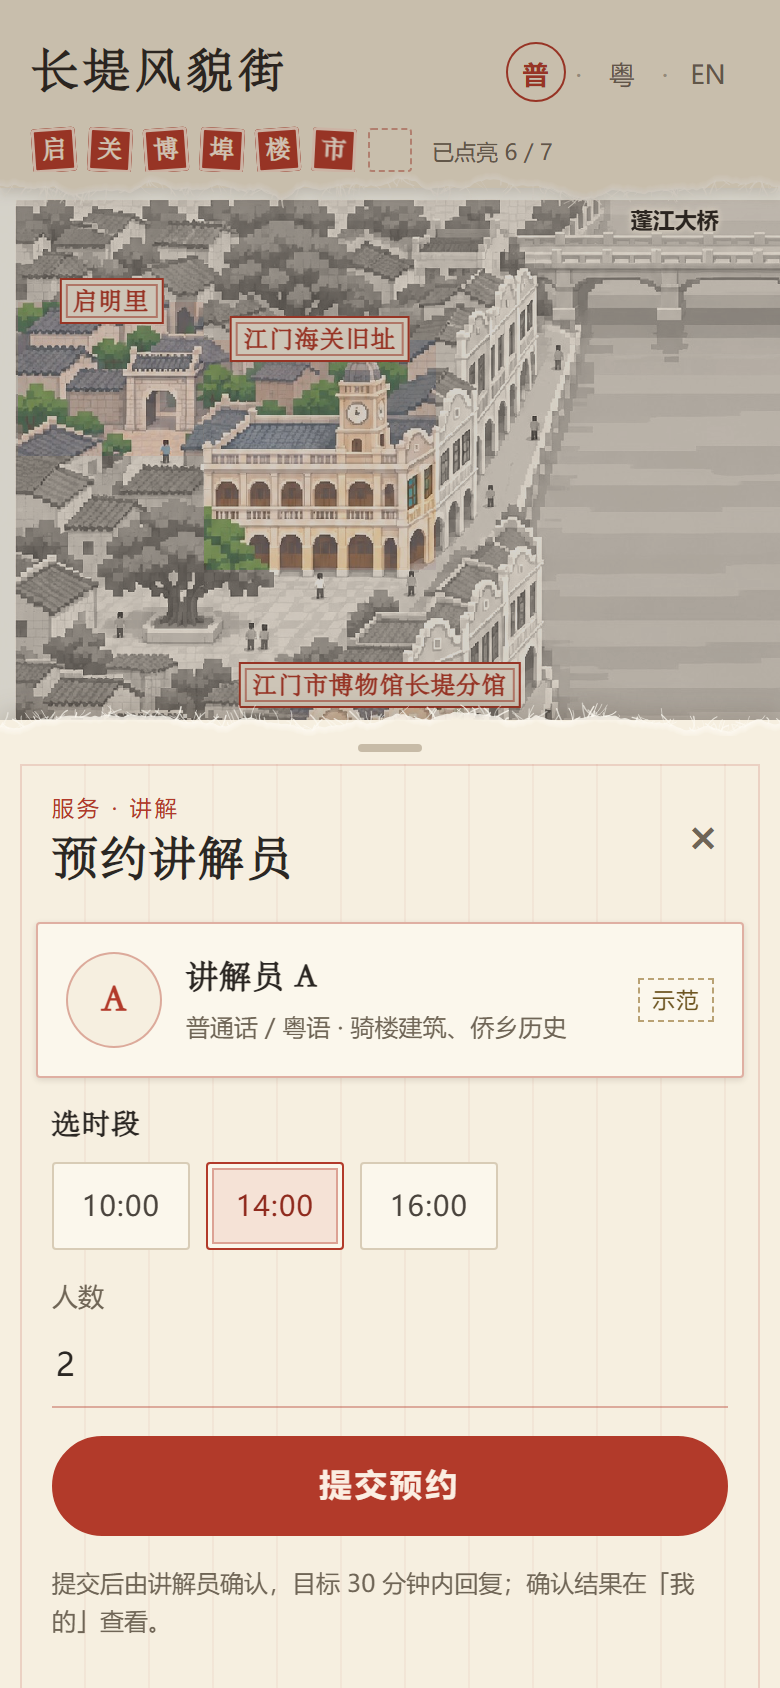 长堤风貌街
普 · 粤 · EN
启 关 博 埠 楼 市
已点亮 6 / 7
蓬江大桥
启明里
江门海关旧址
江门市博物馆长堤分馆
服务 · 讲解
预约讲解员
×
A
讲解员 A
普通话 / 粤语 · 骑楼建筑、侨乡历史
示范
选时段
10:00
14:00
16:00
人数
2
提交预约
提交后由讲解员确认，目标 30 分钟内回复；确认结果在「我
的」查看。